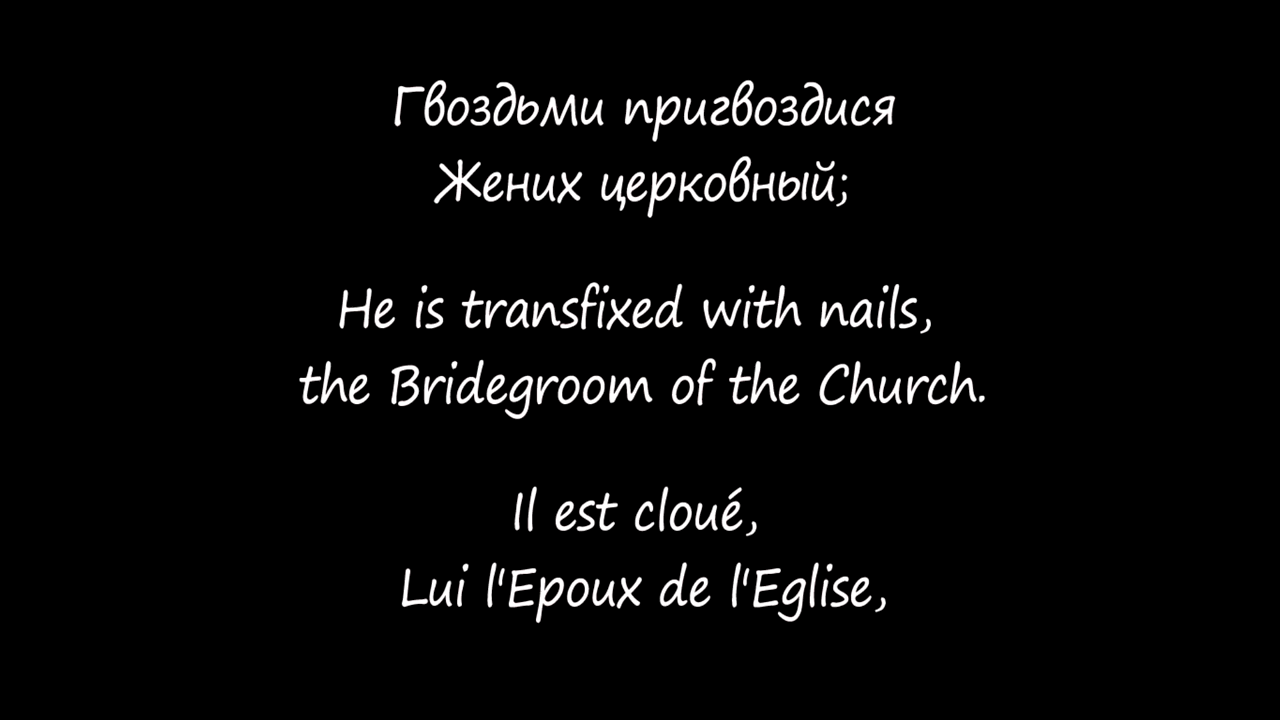 Гвоздьми пригвоздися
Жених церковный;
He is transfixed with nails,
the Bridegroom of the Church.
Il est cloué,
Lui l'Epoux de l'Eglise,